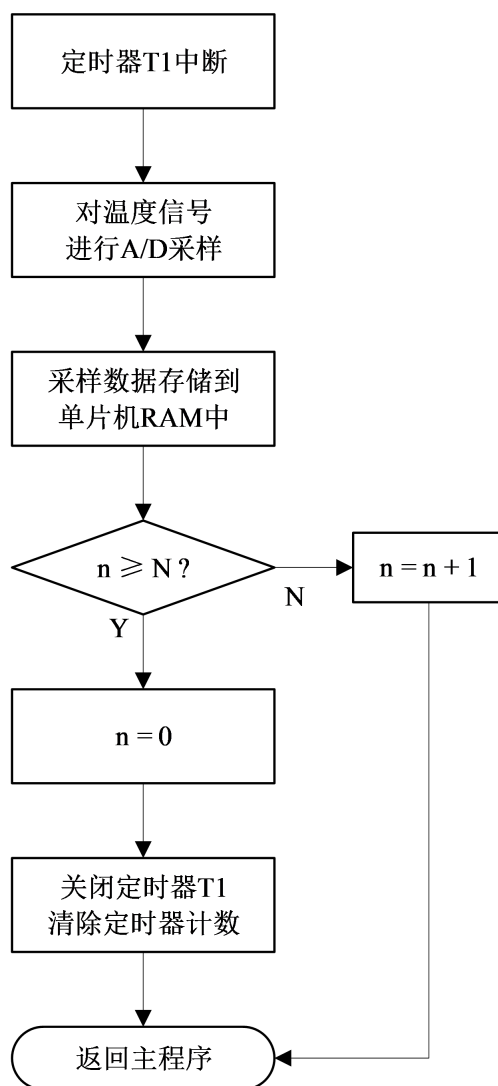 定时器T1中断
对温度信号
进行A/D采样
采样数据存储到
单片机RAM中
n ≥ N ?
N
n = n + 1
Y
n = 0
关闭定时器T1
清除定时器计数
返回主程序